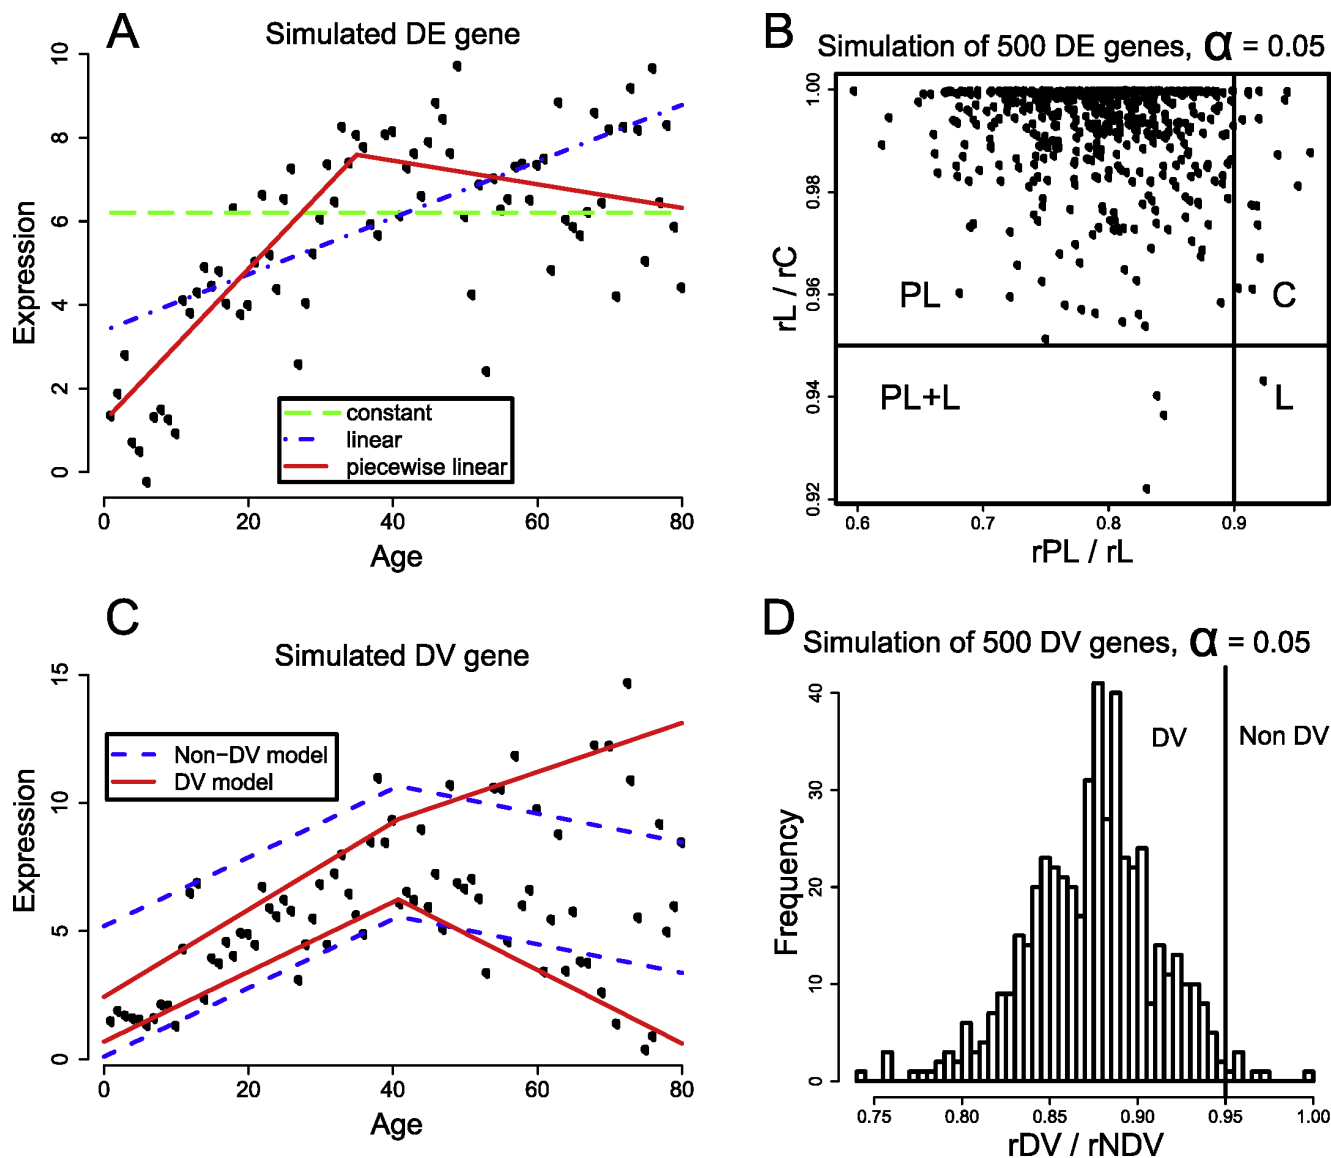 A
Simulated DE gene
Expression
10
8
6
4
2
0
constant
linear
piecewise linear
0 20 40 60 80
Age
B
Simulation of 500 DE genes, α = 0.05
rL / rC
1.00
0.98
0.96
0.94
0.92
PL
C
PL+L
L
0.6 0.7 0.8 0.9
rPL / rL
C
Simulated DV gene
Expression
15
10
5
0
Non-DV model
DV model
0 20 40 60 80
Age
D
Simulation of 500 DV genes, α = 0.05
Frequency
40
30
20
10
0
DV
Non DV
0.75 0.80 0.85 0.90 0.95 1.00
rDV / rNDV